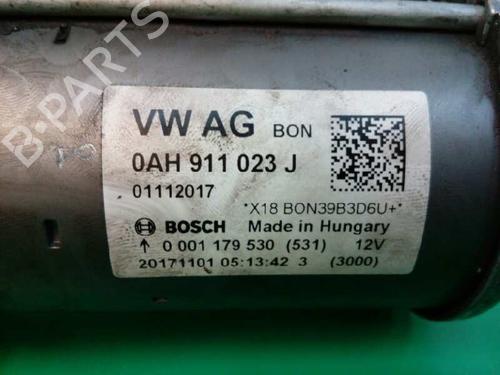 B-PARTS
VW AG BON
0AH 911 023 J
01112017
*X18 BON39B3D6U+*
BOSCH Made in Hungary
↑ 0 001 179 530 (531) 12V
20171101 05:13:42 3 (3000)